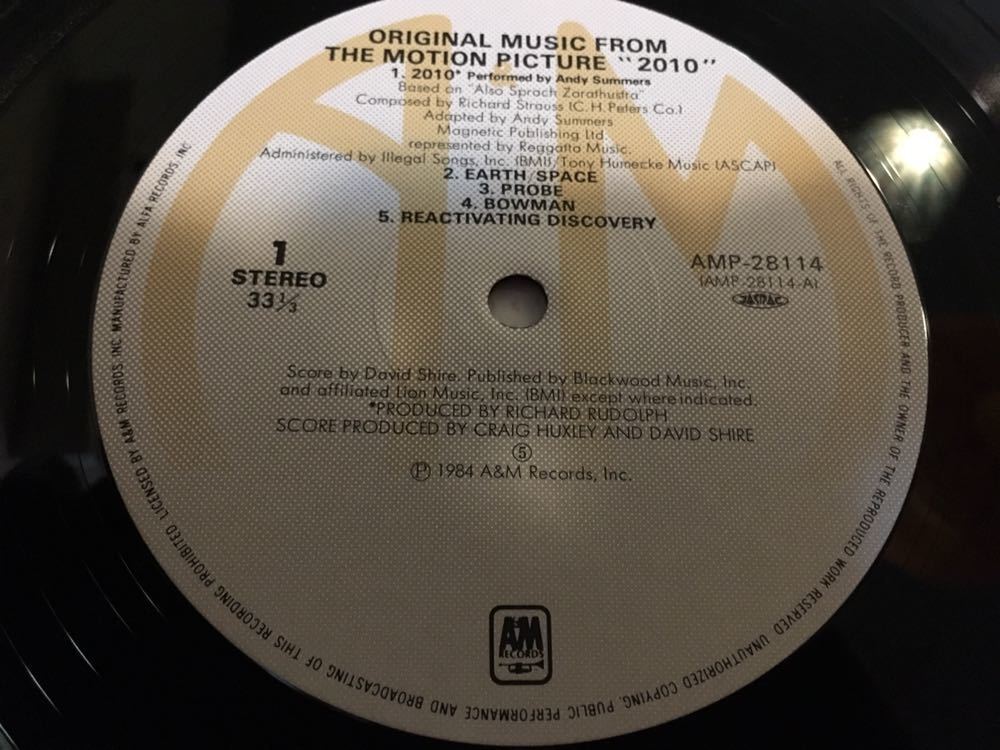 ORIGINAL MUSIC FROM
THE MOTION PICTURE "2010"
1. 2010* Performed by Andy Summers
Based on "Also Sprach Zarathustra"
Composed by Richard Strauss (C.H. Peters Co.)
Adapted by Andy Summers
Magnetic Publishing Ltd.
represented by Reggatta Music.
Administered by Illegal Songs, Inc. (BMI)/Tony Humecke Music (ASCAP)
2. EARTH/SPACE
3. PROBE
4. BOWMAN
5. REACTIVATING DISCOVERY
1
STEREO
33⅓
AMP-28114
(AMP-28114-A)
JASRAC
Score by David Shire. Published by Blackwood Music, Inc.
and affiliated Lion Music, Inc. (BMI) except where indicated.
*PRODUCED BY RICHARD RUDOLPH
SCORE PRODUCED BY CRAIG HUXLEY AND DAVID SHIRE
⑤
℗ 1984 A&M Records, Inc.
A&M
RECORDS
ALL RIGHTS OF THE RECORD PRODUCER AND THE OWNER OF THE REPRODUCED WORK RESERVED. UNAUTHORIZED COPYING, PUBLIC PERFORMANCE AND BROADCASTING OF THIS RECORDING PROHIBITED. LICENSED BY A&M RECORDS INC. MANUFACTURED BY ALFA RECORDS, INC.